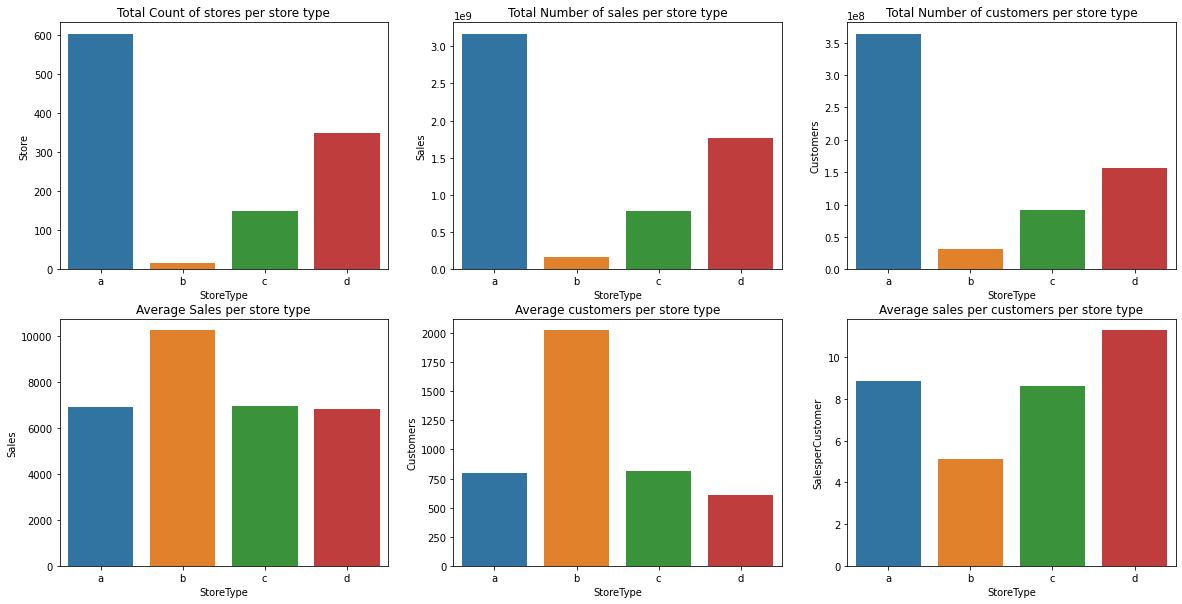 Total Count of stores per store type
600
500
400
300
200
100
0
Store
a b c d
StoreType
Total Number of sales per store type
1e9
3.0
2.5
2.0
1.5
1.0
0.5
0.0
Sales
a b c d
StoreType
Total Number of customers per store type
1e8
3.5
3.0
2.5
2.0
1.5
1.0
0.5
0.0
Customers
a b c d
StoreType
Average Sales per store type
10000
8000
6000
4000
2000
0
Sales
a b c d
StoreType
Average customers per store type
2000
1750
1500
1250
1000
750
500
250
0
Customers
a b c d
StoreType
Average sales per customers per store type
10
8
6
4
2
0
SalesperCustomer
a b c d
StoreType